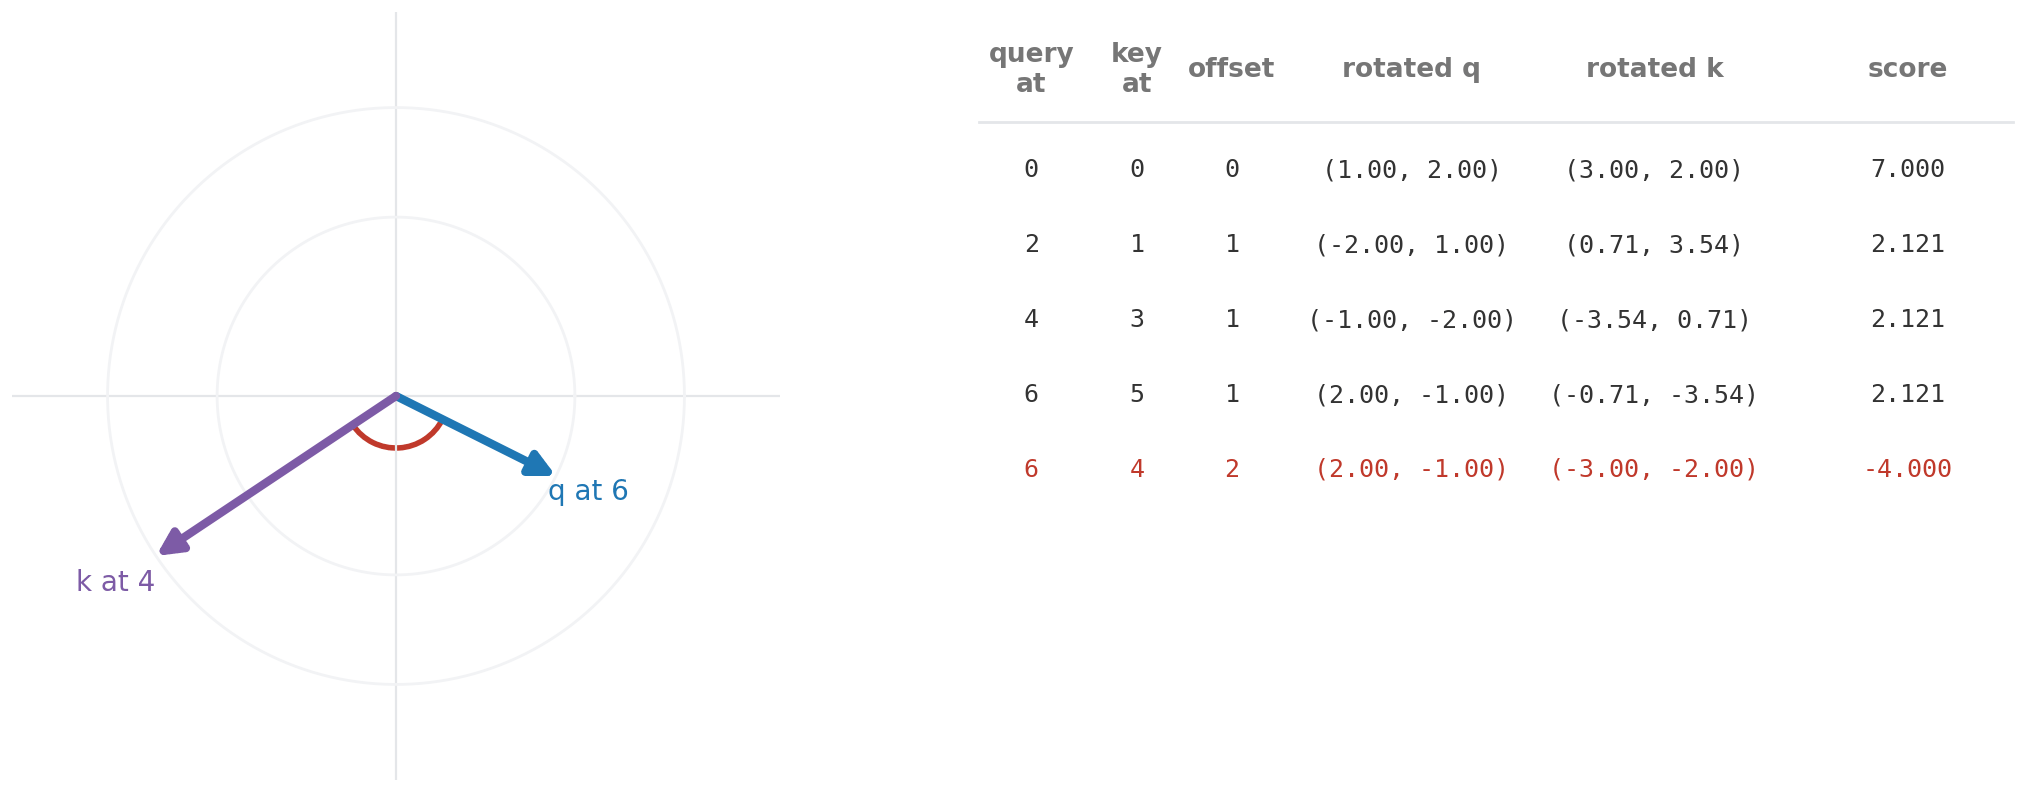 query at key at offset rotated q rotated k score
0 0 0 (1.00, 2.00) (3.00, 2.00) 7.000
2 1 1 (-2.00, 1.00) (0.71, 3.54) 2.121
4 3 1 (-1.00, -2.00) (-3.54, 0.71) 2.121
6 5 1 (2.00, -1.00) (-0.71, -3.54) 2.121
6 4 2 (2.00, -1.00) (-3.00, -2.00) -4.000
q at 6
k at 4